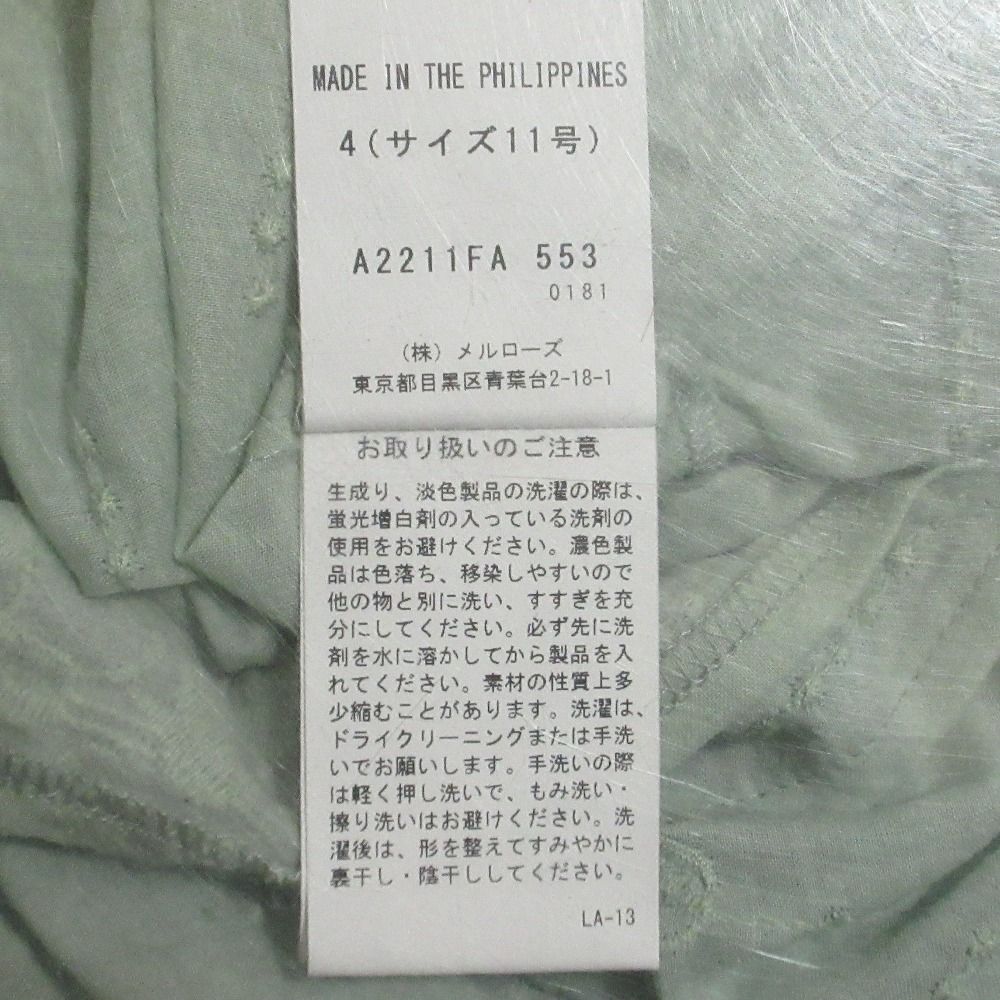 MADE IN THE PHILIPPINES
4(サイズ11号)
A2211FA 553
0181
(株)メルローズ
東京都目黒区青葉台2-18-1
お取り扱いのご注意
生成り、淡色製品の洗濯の際は、
蛍光増白剤の入っている洗剤の
使用をお避けください。濃色製
品は色落ち、移染しやすいので
他の物と別に洗い、すすぎを充
分にしてください。必ず先に洗
剤を水に溶かしてから製品を入
れてください。素材の性質上多
少縮むことがあります。洗濯は、
ドライクリーニングまたは手洗
いでお願いします。手洗いの際
は軽く押し洗いで、もみ洗い・
擦り洗いはお避けください。洗
濯後は、形を整えてすみやかに
裏干し・陰干ししてください。
LA-13